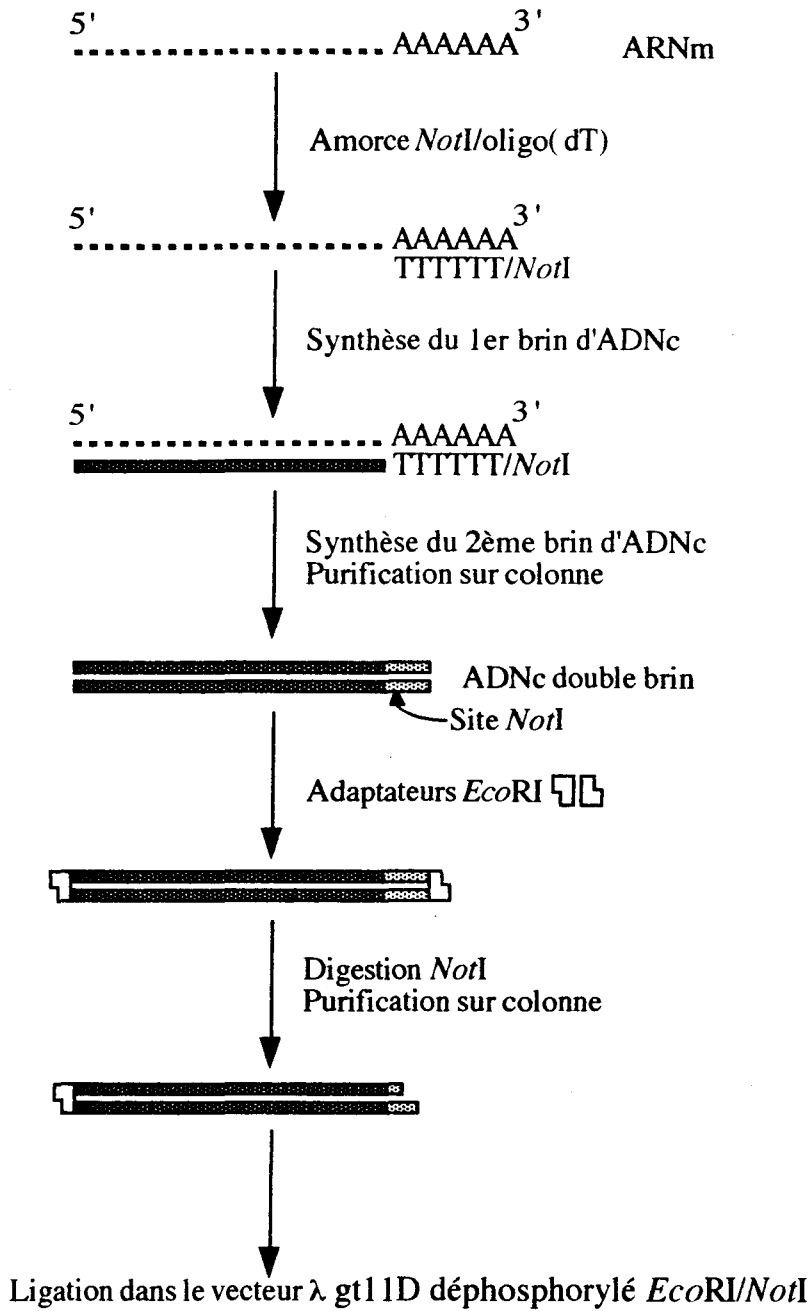 5'
3'
AAAAAA
ARNm
Amorce NotI/oligo( dT)
5'
3'
AAAAAA
TTTTTT/NotI
Synthèse du 1er brin d'ADNc
5'
3'
AAAAAA
TTTTTT/NotI
Synthèse du 2ème brin d'ADNc
Purification sur colonne
ADNc double brin
Site NotI
Adaptateurs EcoRI
Digestion NotI
Purification sur colonne
Ligation dans le vecteur λ gt11D déphosphorylé EcoRI/NotI